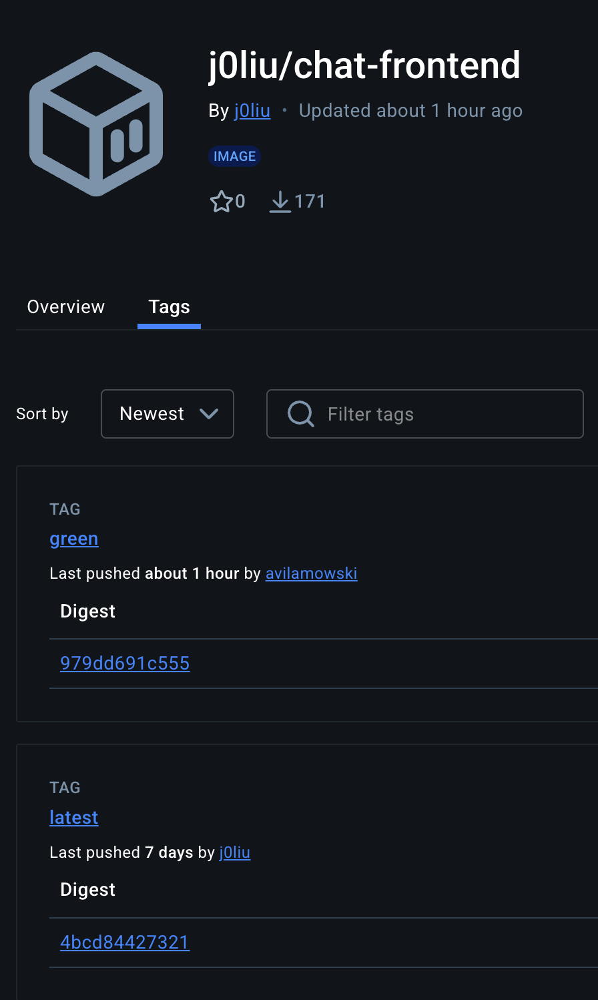 j0liu/chat-frontend
By j0liu • Updated about 1 hour ago
IMAGE
0 171
Overview Tags
Sort by Newest Filter tags
TAG
green
Last pushed about 1 hour by avilamowski
Digest
979dd691c555
TAG
latest
Last pushed 7 days by j0liu
Digest
4bcd84427321